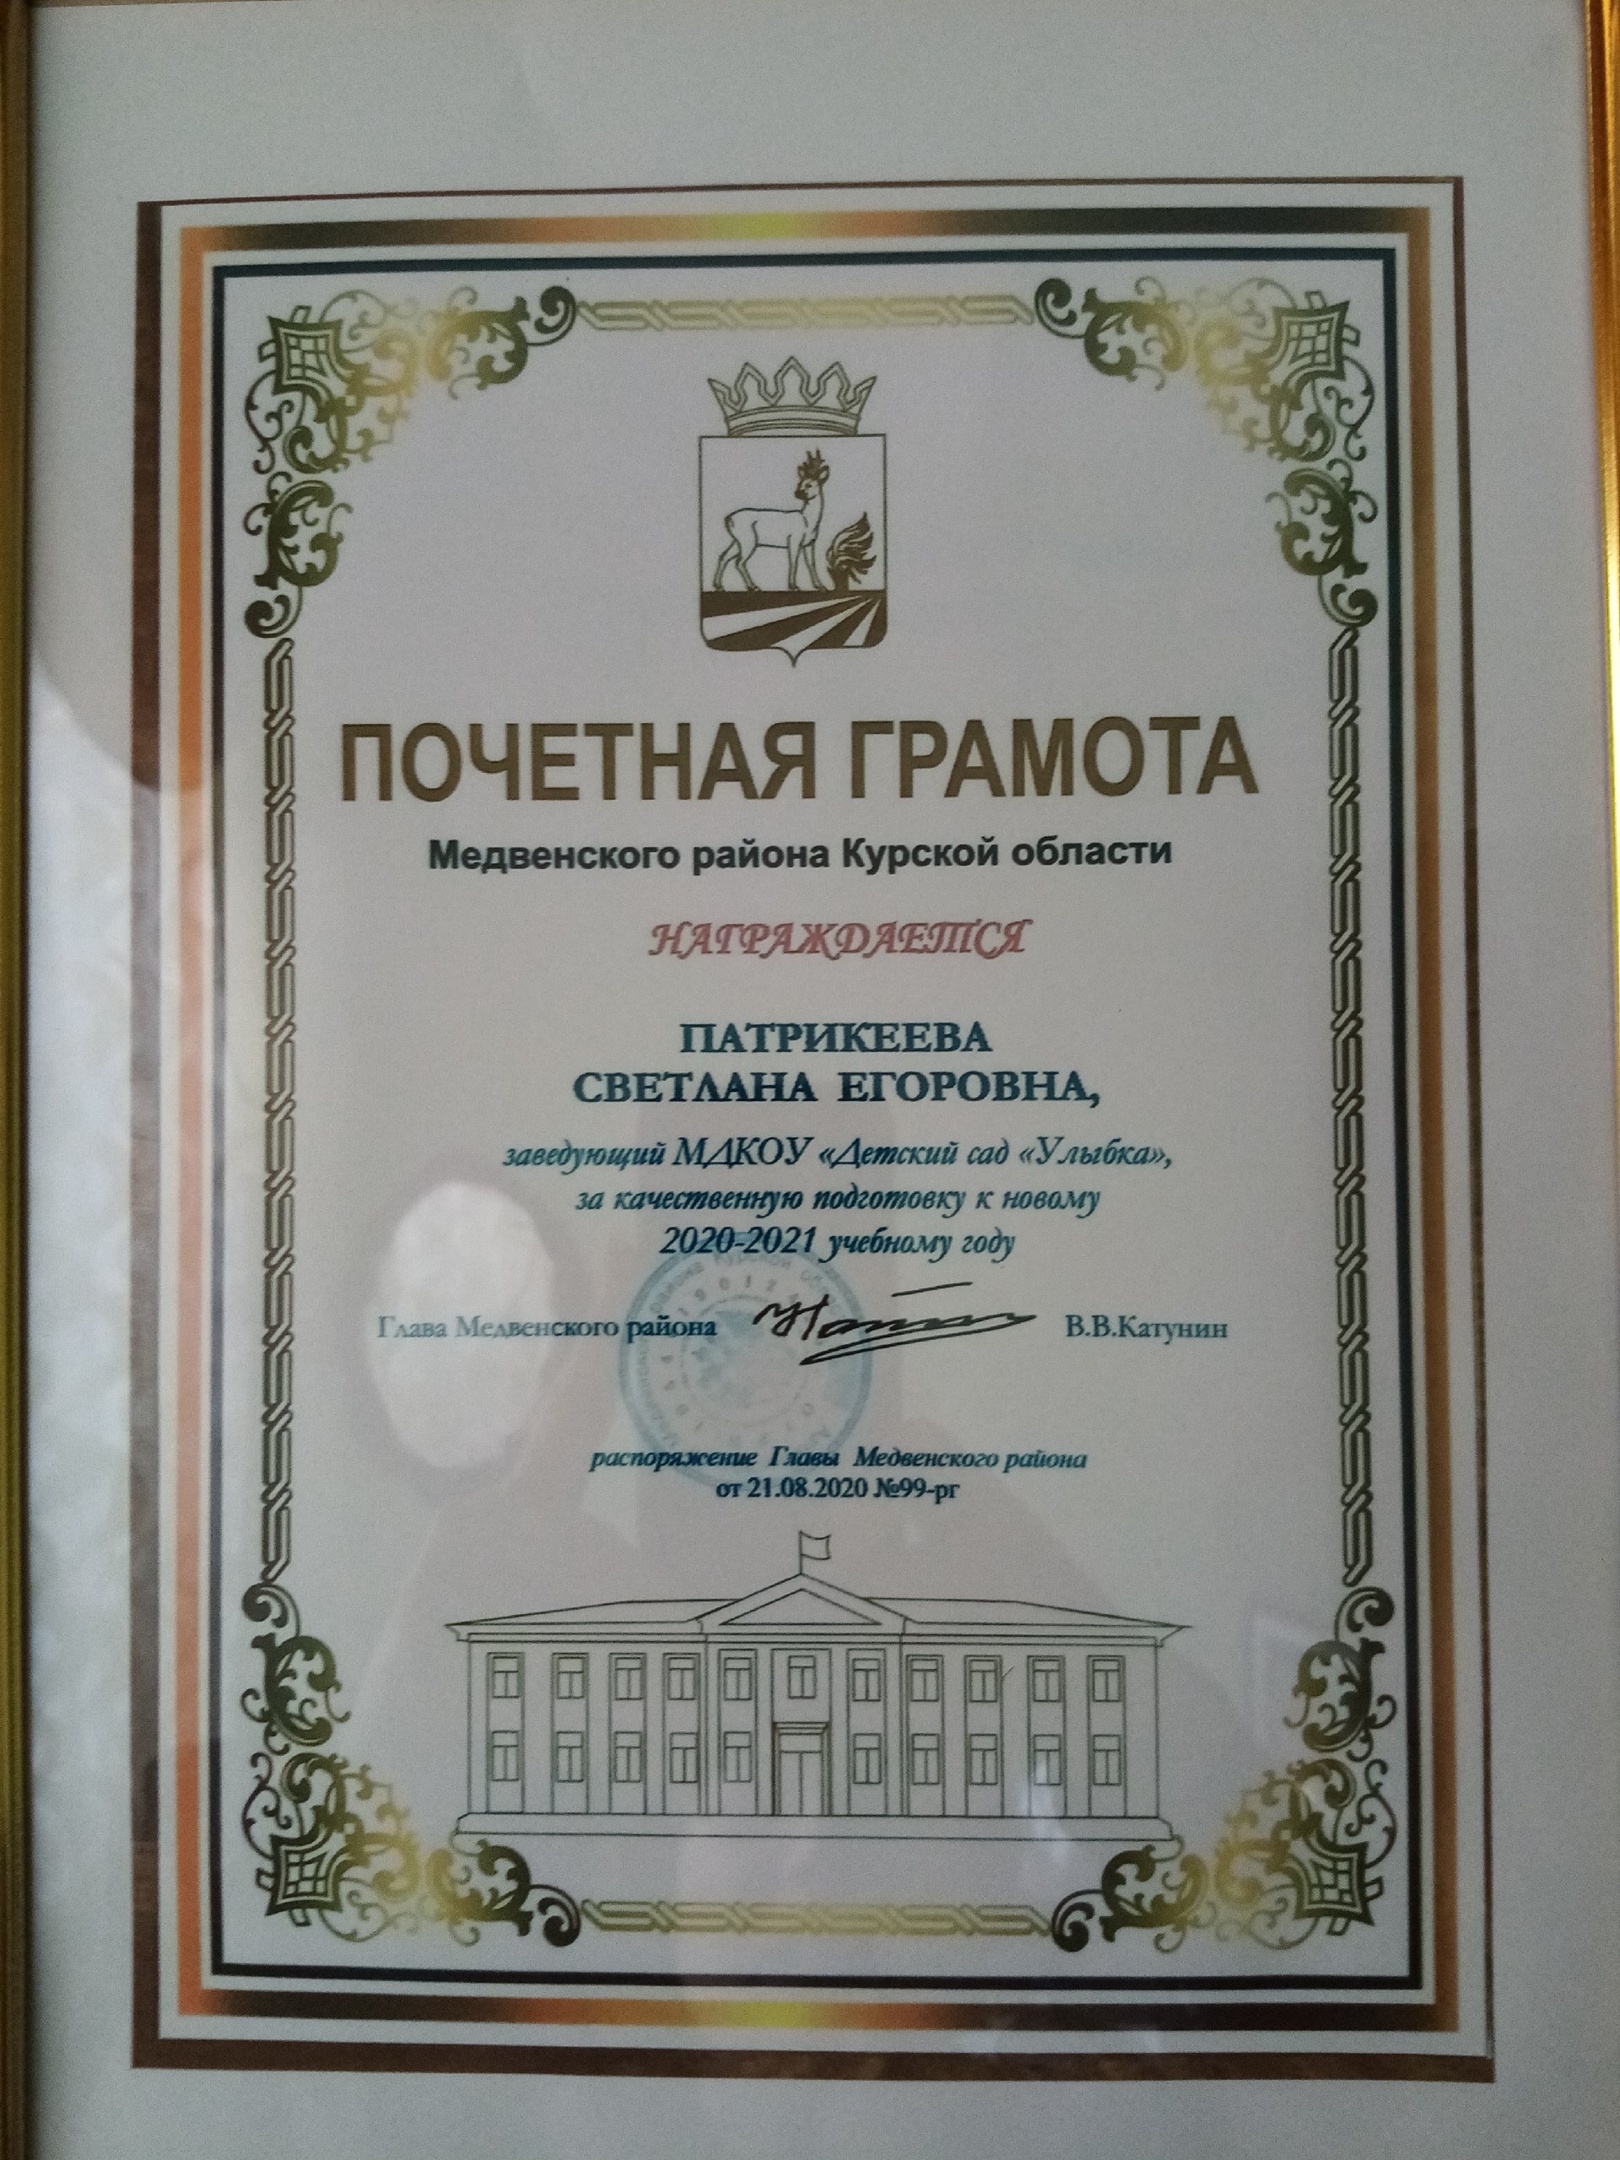 ПОЧЕТНАЯ ГРАМОТА
Медвенского района Курской области
НАГРАЖДАЕТСЯ
ПАТРИКЕЕВА
СВЕТЛАНА ЕГОРОВНА,
заведующий МДКОУ «Детский сад «Улыбка»,
за качественную подготовку к новому
2020-2021 учебному году
Глава Медвенского района В.В.Катунин
распоряжение Главы Медвенского района
от 21.08.2020 №99-рг